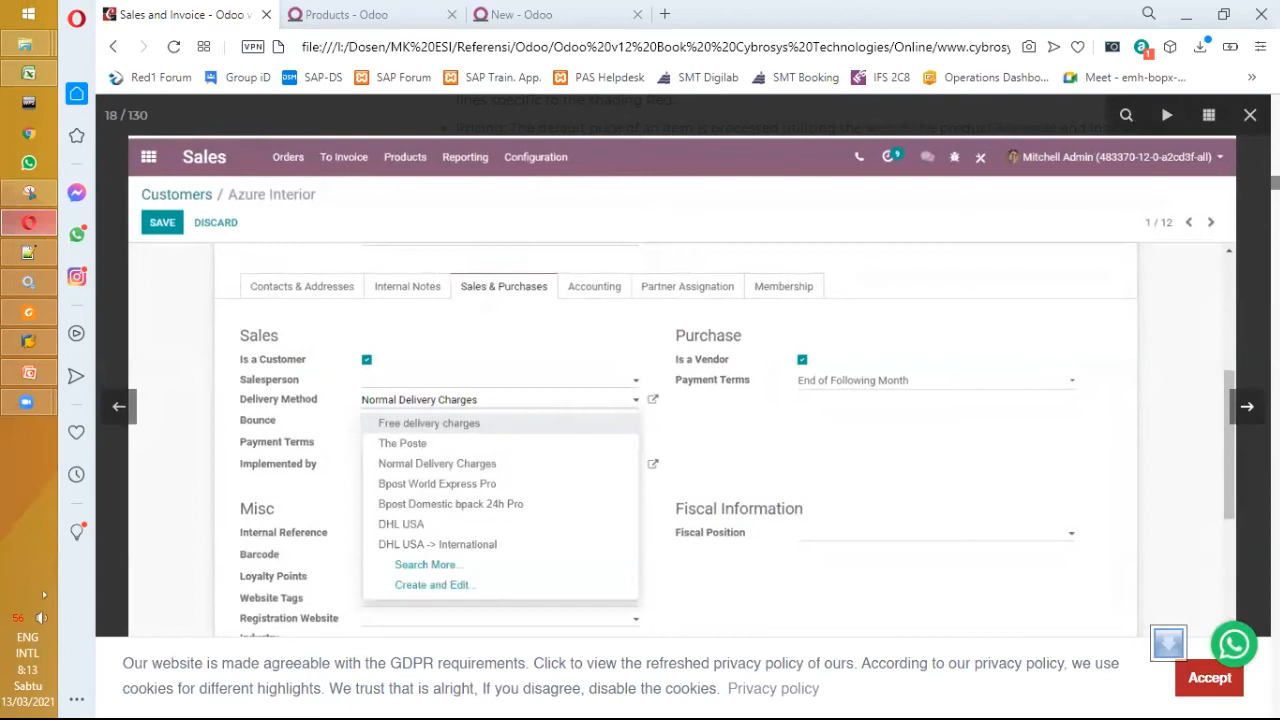 Sales and Invoice - Odoo v
Products - Odoo
New - Odoo
VPN
file:///I:/Dosen/MK%20ESI/Referensi/Odoo/Odoo%20v12%20Book%20%20Cybrosys%20Technologies/Online/www.cybrosy
Red1 Forum
Group iD
SAP-DS
SAP Forum
SAP Train. App.
PAS Helpdesk
SMT Digilab
SMT Booking
IFS 2C8
Operations Dashbo...
Meet - emh-bopx-...
lines specific to the shading Red.
18 / 130
Sales
Orders
To Invoice
Products
Reporting
Configuration
9
Mitchell Admin (483370-12-0-a2cd3f-all)
Customers / Azure Interior
SAVE
DISCARD
1 / 12
Contacts & Addresses
Internal Notes
Sales & Purchases
Accounting
Partner Assignation
Membership
Sales
Purchase
Is a Customer
Is a Vendor
Salesperson
Payment Terms
End of Following Month
Delivery Method
Normal Delivery Charges
Bounce
Free delivery charges
Payment Terms
The Poste
Implemented by
Normal Delivery Charges
Bpost World Express Pro
Bpost Domestic bpack 24h Pro
Misc
Fiscal Information
Internal Reference
DHL USA
Fiscal Position
Barcode
DHL USA -> International
Loyalty Points
Search More...
Website Tags
Create and Edit...
Registration Website
Our website is made agreeable with the GDPR requirements. Click to view the refreshed privacy policy of ours. According to our privacy policy, we use
cookies for different highlights. We trust that is alright, If you disagree, disable the cookies. Privacy policy
Accept
56
ENG
INTL
8:13
Sabtu
13/03/2021